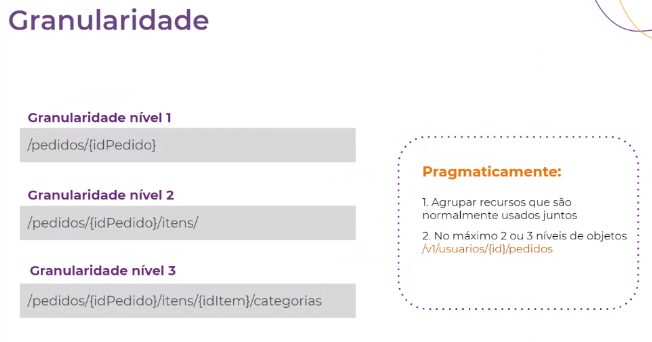 Granularidade
Granularidade nível 1
/pedidos/{idPedido}
Granularidade nível 2
/pedidos/{idPedido}/itens/
Granularidade nível 3
/pedidos/{idPedido}/itens/{idItem}/categorias
Pragmaticamente:
1. Agrupar recursos que são
normalmente usados juntos
2. No máximo 2 ou 3 níveis de objetos
/v1/usuarios/{id}/pedidos